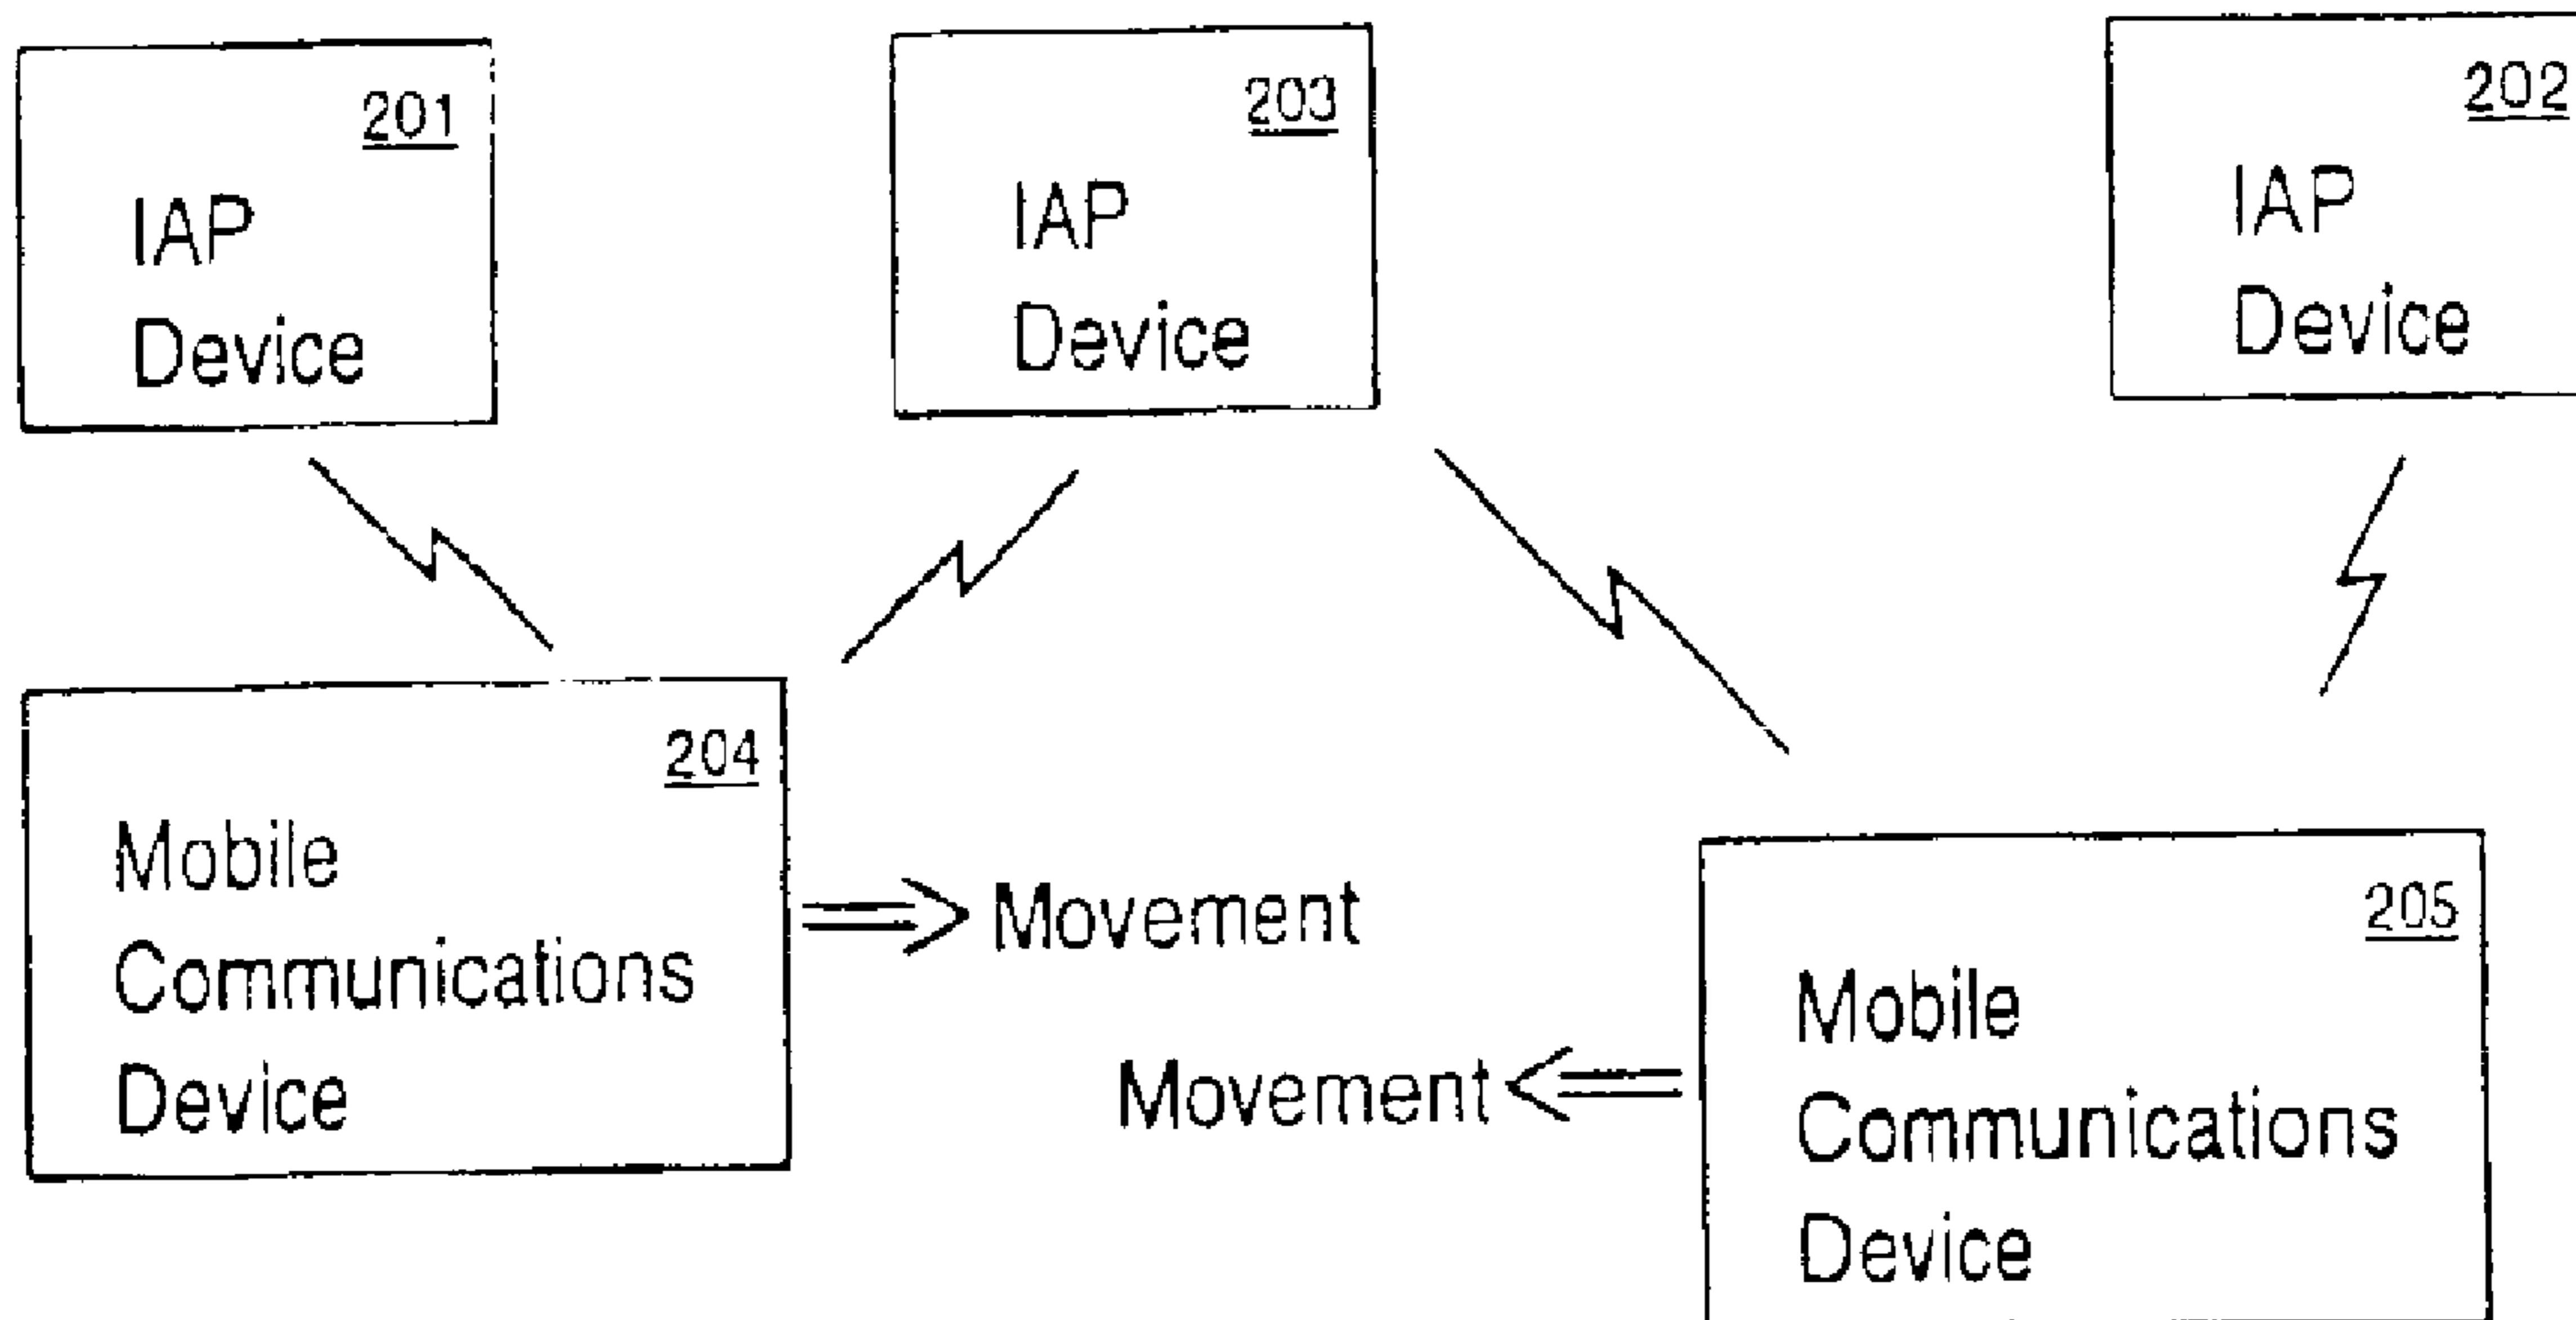 201
IAP
Device
203
IAP
Device
202
IAP
Device
204
Mobile
Communications
Device
Movement
Movement
205
Mobile
Communications
Device